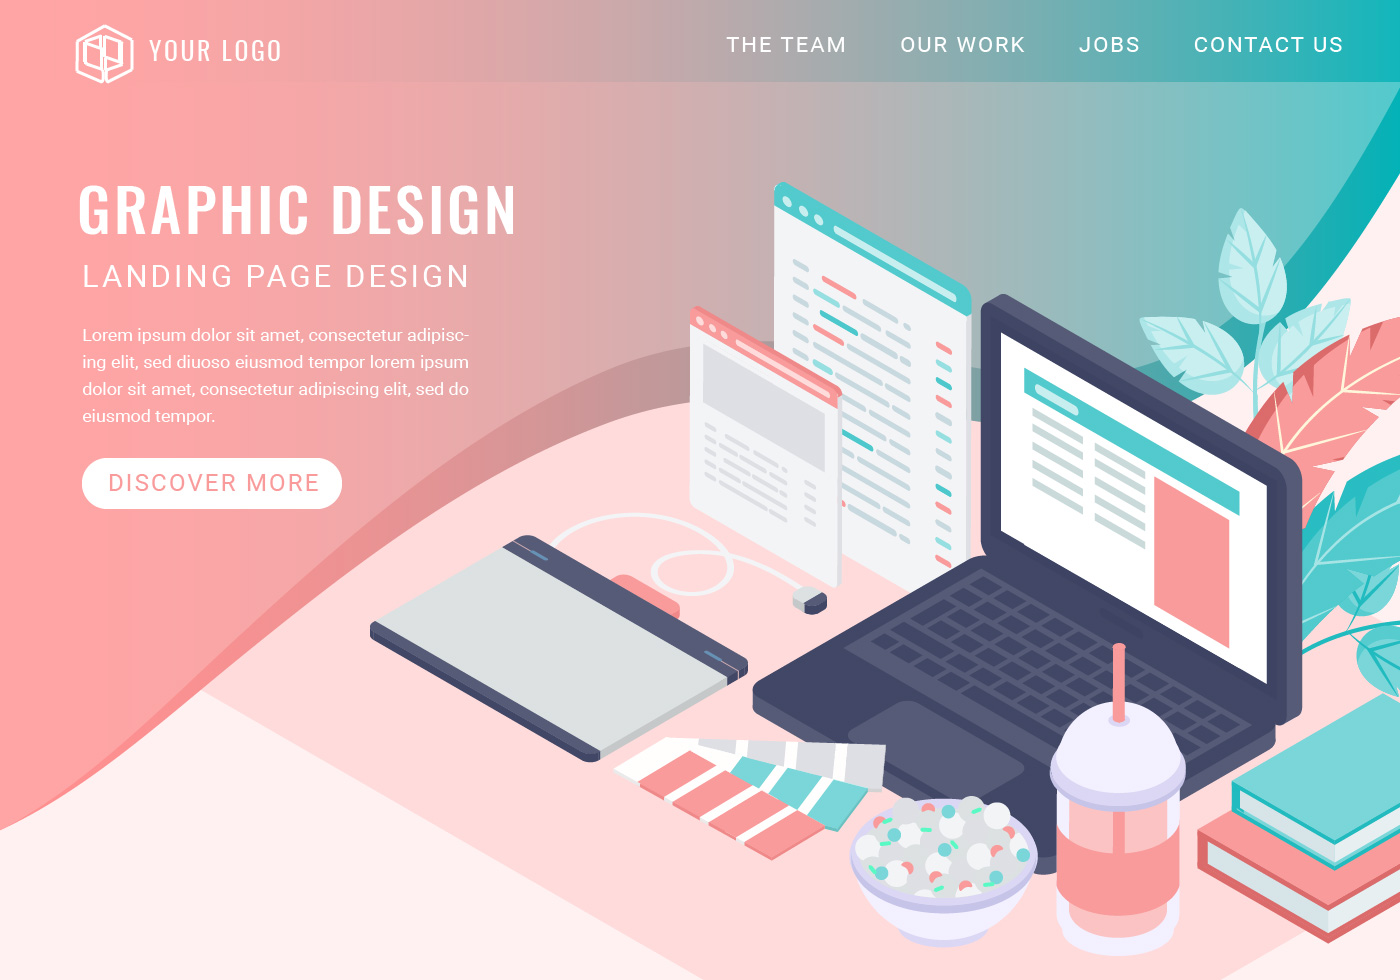 YOUR LOGO
THE TEAM OUR WORK JOBS CONTACT US
GRAPHIC DESIGN
LANDING PAGE DESIGN
Lorem ipsum dolor sit amet, consectetur adipisc-
ing elit, sed diuoso eiusmod tempor lorem ipsum
dolor sit amet, consectetur adipiscing elit, sed do
eiusmod tempor.
DISCOVER MORE